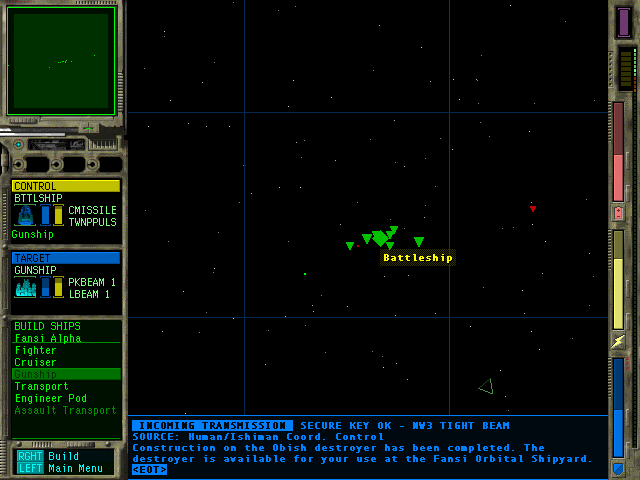 CONTROL
BTTLSHIP
CMISSILE
TWNPPULS
Gunship
TARGET
GUNSHIP
PKBEAM 1
LBEAM 1
BUILD SHIPS
Fansi Alpha
Fighter
Cruiser
Gunship
Transport
Engineer Pod
Assault Transport
RGHT Build
LEFT Main Menu
Battleship
INCOMING TRANSMISSION SECURE KEY OK - NW3 TIGHT BEAM
SOURCE: Human/Ishiman Coord. Control
Construction on the Obish destroyer has been completed. The
destroyer is available for your use at the Fansi Orbital Shipyard.
<EOT>